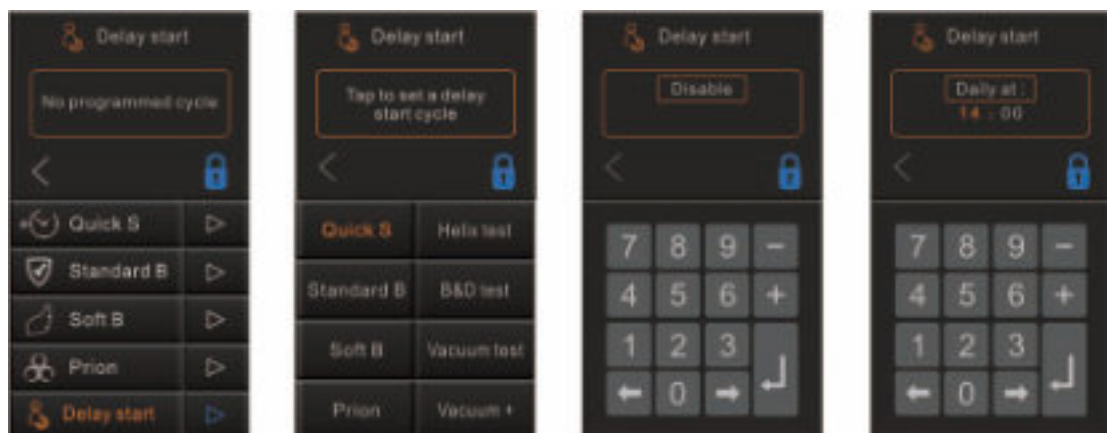 Delay start
No programmed cycle
1
Quick S
Standard B
Soft B
Prion
Delay start
Delay start
Tap to set a delay
start cycle
1
Quick S Helix test
Standard B B&D test
Soft B Vacuum test
Prion Vacuum +
Delay start
Disable
7 8 9 −
4 5 6 +
1 2 3
0
Delay start
Daily at :
14 : 00
1
7 8 9 −
4 5 6 +
1 2 3
0